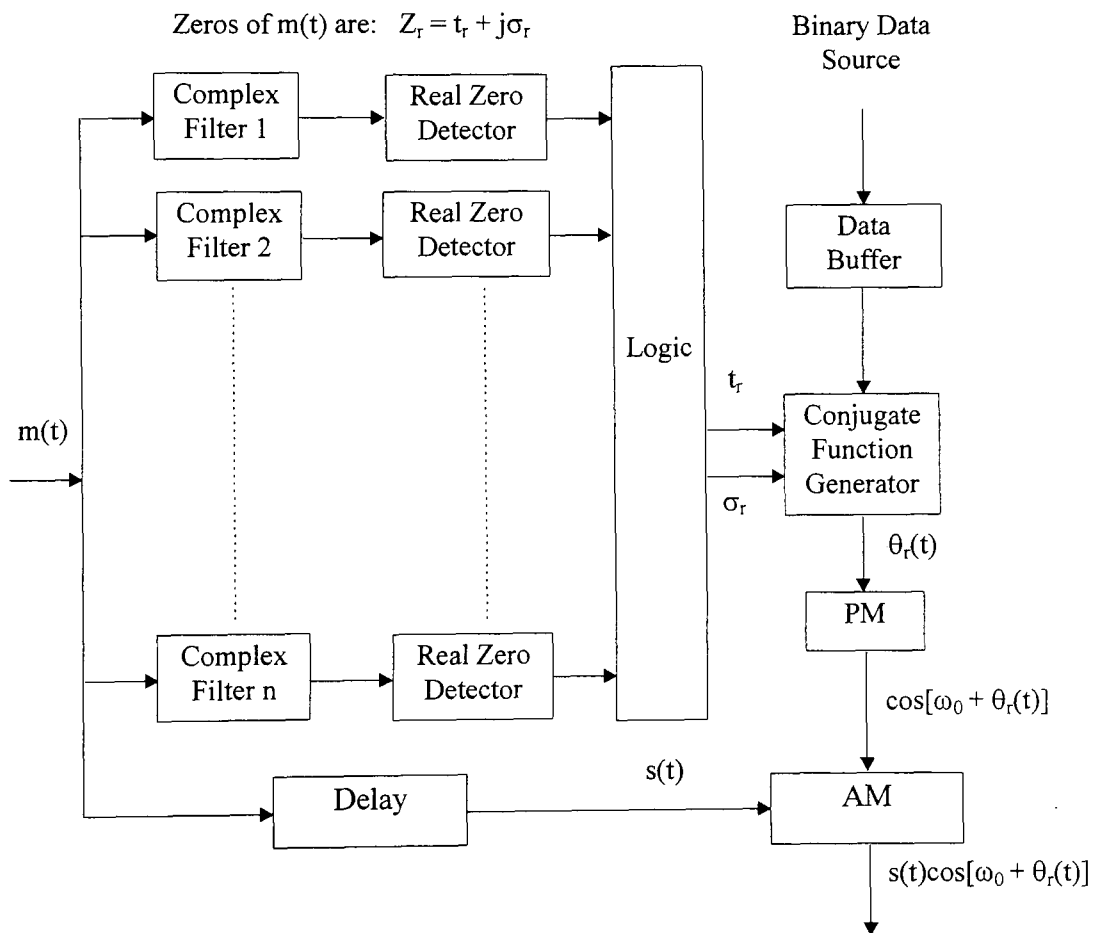 Zeros of m(t) are: Zᵣ = tᵣ + jσᵣ
Binary Data
Source
Complex
Filter 1
Real Zero
Detector
Complex
Filter 2
Real Zero
Detector
Data
Buffer
Logic
tᵣ
m(t)
Conjugate
Function
Generator
σᵣ
θᵣ(t)
PM
Complex
Filter n
Real Zero
Detector
cos[ω₀ + θᵣ(t)]
s(t)
Delay
AM
s(t)cos[ω₀ + θᵣ(t)]